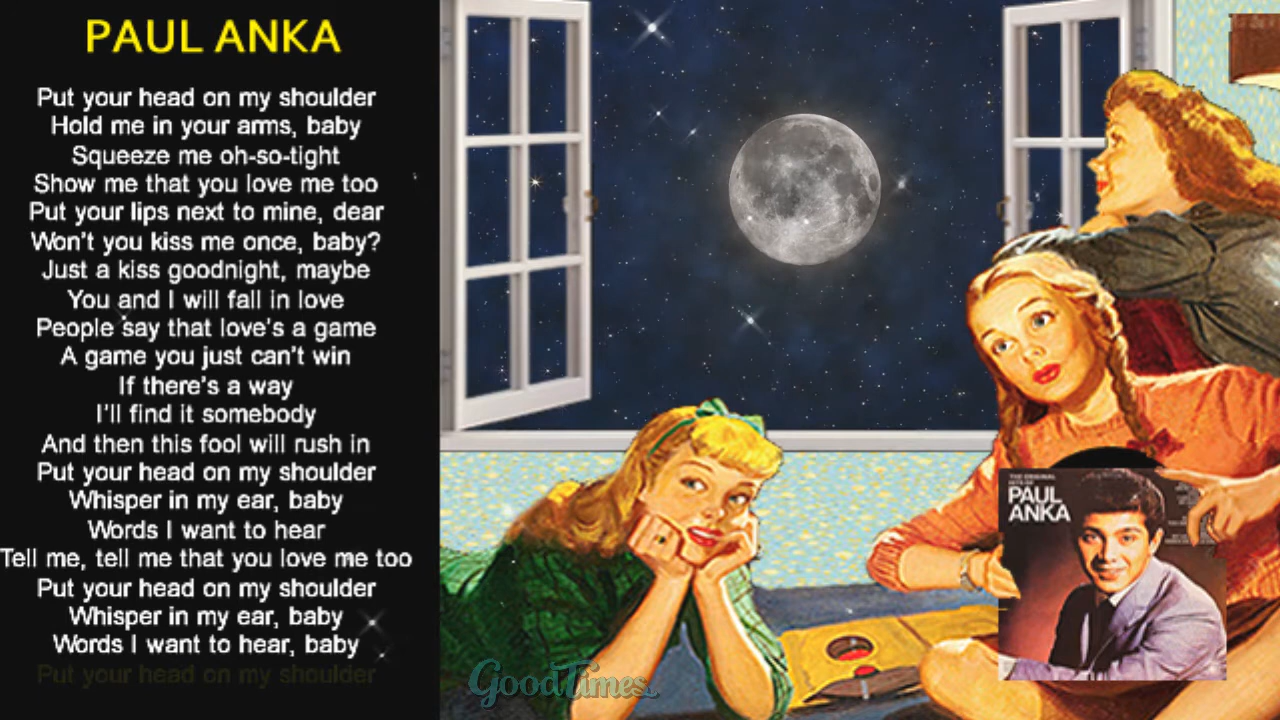 PAUL ANKA
Put your head on my shoulder
Hold me in your arms, baby
Squeeze me oh-so-tight
Show me that you love me too
Put your lips next to mine, dear
Won't you kiss me once, baby?
Just a kiss goodnight, maybe
You and I will fall in love
People say that love's a game
A game you just can't win
If there's a way
I'll find it somebody
And then this fool will rush in
Put your head on my shoulder
Whisper in my ear, baby
Words I want to hear
Tell me, tell me that you love me too
Put your head on my shoulder
Whisper in my ear, baby
Words I want to hear, baby
Put your head on my shoulder
THE ORIGINAL
HITS OF
PAUL
ANKA
GoodTimes